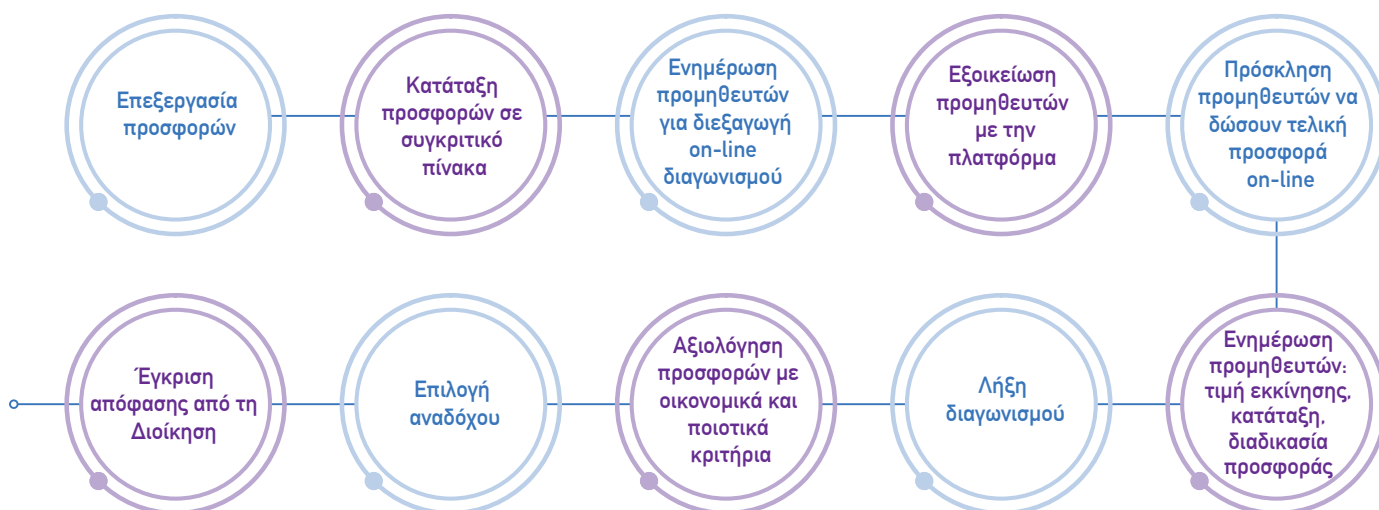 Επεξεργασία
προσφορών
Κατάταξη
προσφορών σε
συγκριτικό
πίνακα
Ενημέρωση
προμηθευτών
για διεξαγωγή
on-line
διαγωνισμού
Εξοικείωση
προμηθευτών
με την
πλατφόρμα
Πρόσκληση
προμηθευτών να
δώσουν τελική
προσφορά
on-line
Ενημέρωση
προμηθευτών:
τιμή εκκίνησης,
κατάταξη,
διαδικασία
προσφοράς
Λήξη
διαγωνισμού
Αξιολόγηση
προσφορών με
οικονομικά και
ποιοτικά
κριτήρια
Επιλογή
αναδόχου
Έγκριση
απόφασης από τη
Διοίκηση